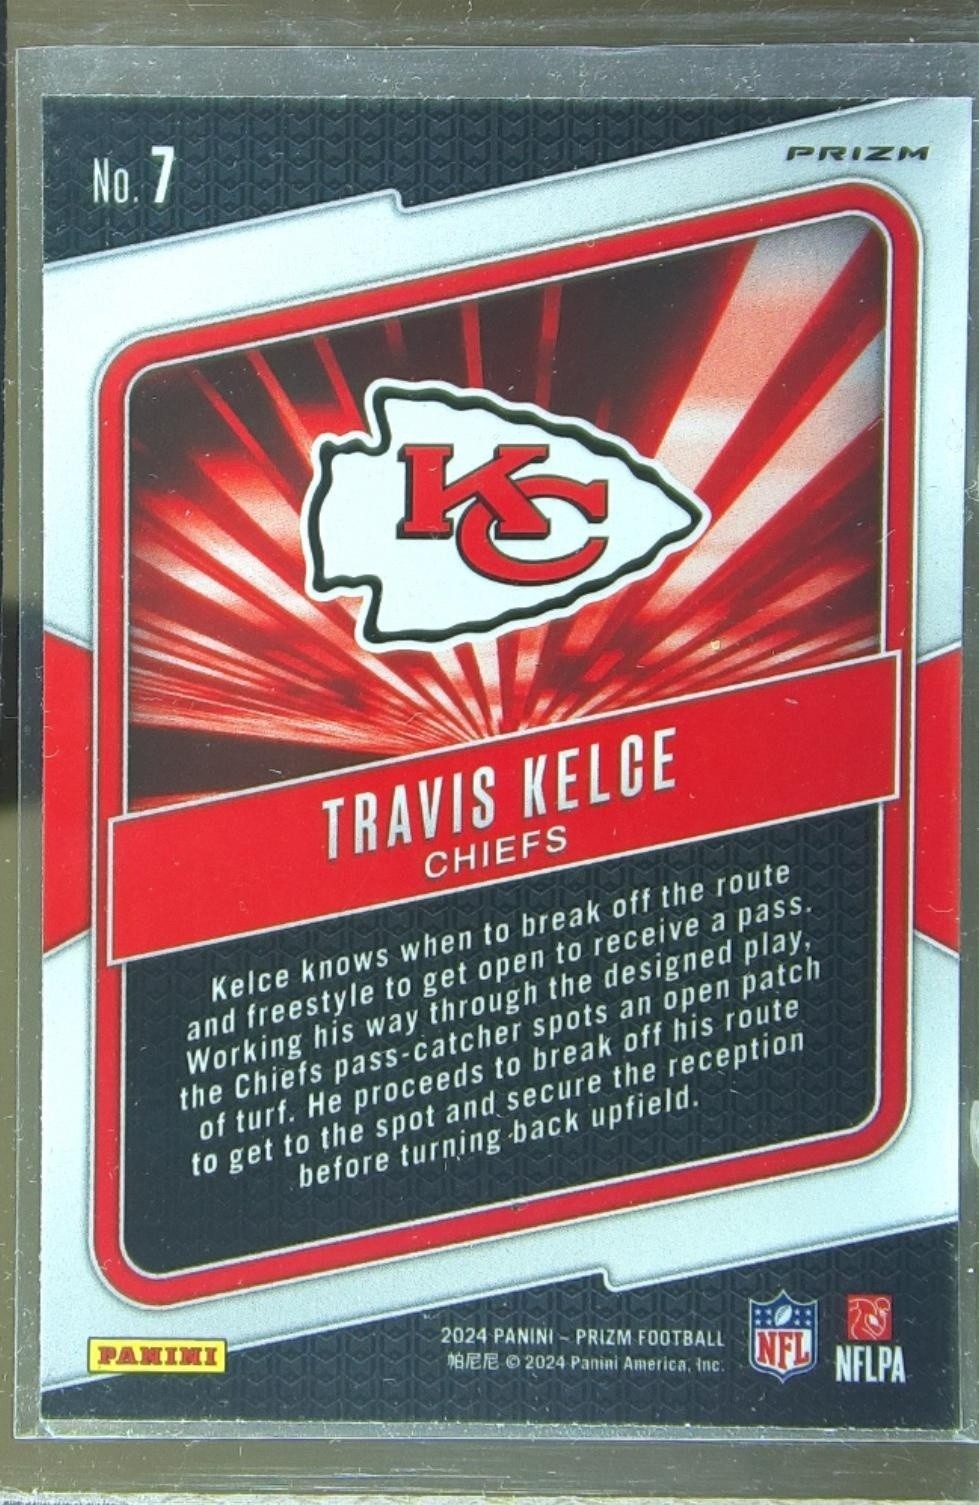 No. 7
PRIZM
KC
TRAVIS KELCE
CHIEFS
Kelce knows when to break off the route
and freestyle to get open to receive a pass.
Working his way through the designed play,
the Chiefs pass-catcher spots an open patch
of turf. He proceeds to break off his route
to get to the spot and secure the reception
before turning back upfield.
PANINI
2024 PANINI – PRIZM FOOTBALL
帕尼尼 © 2024 Panini America, Inc.
NFL
NFLPA